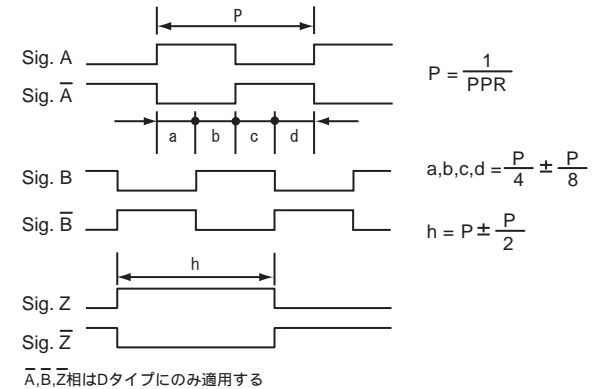 P
Sig. A
Sig. A̅
P = 1/PPR
a b c d
Sig. B
Sig. B̅
a,b,c,d = P/4 ± P/8
h = P ± P/2
h
Sig. Z
Sig. Z̅
A̅,B̅,Z̅相はDタイプにのみ適用する